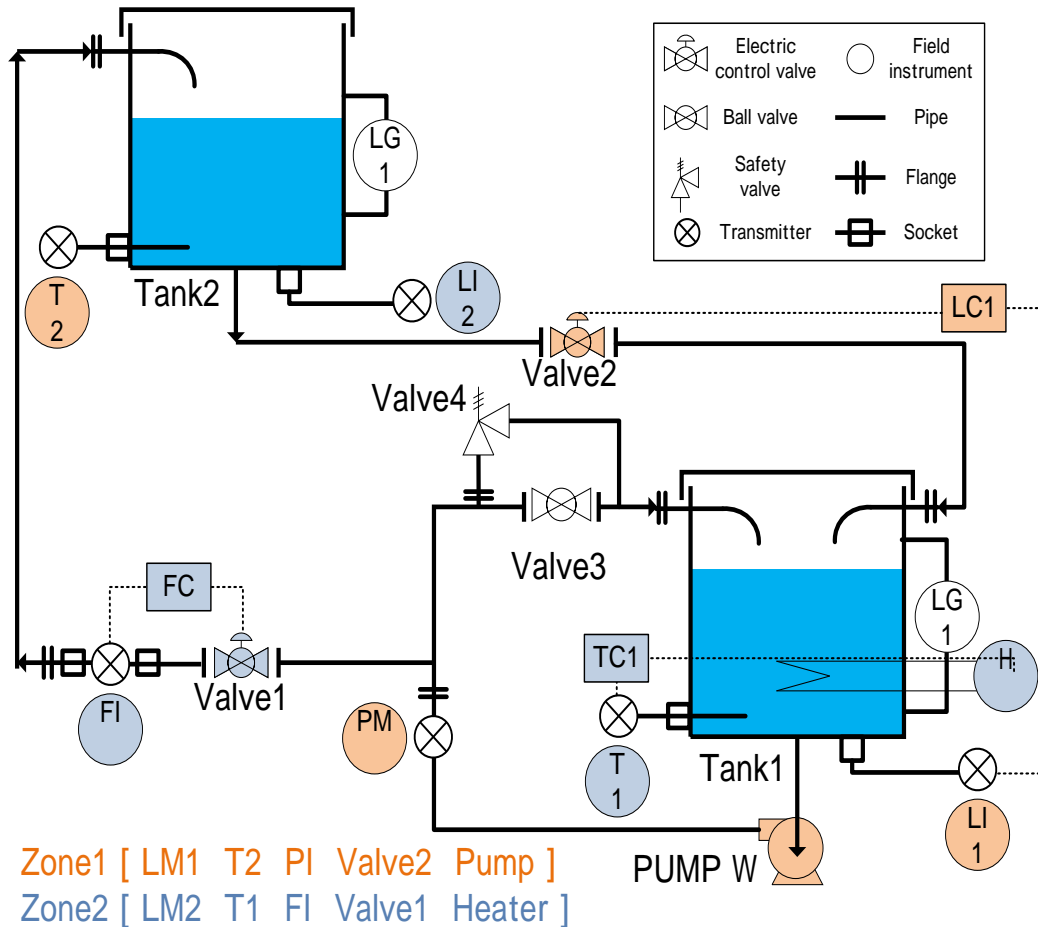 Electric
control valve
Field
instrument
Ball valve
Pipe
Safety
valve
Flange
Transmitter
Socket
LG
1
T
2
Tank2
LI
2
LC1
Valve2
Valve4
Valve3
FC
Valve1
FI
PM
TC1
T
1
LG
1
H
Tank1
LI
1
PUMP W
Zone1 [ LM1 T2 PI Valve2 Pump ]
Zone2 [ LM2 T1 FI Valve1 Heater ]